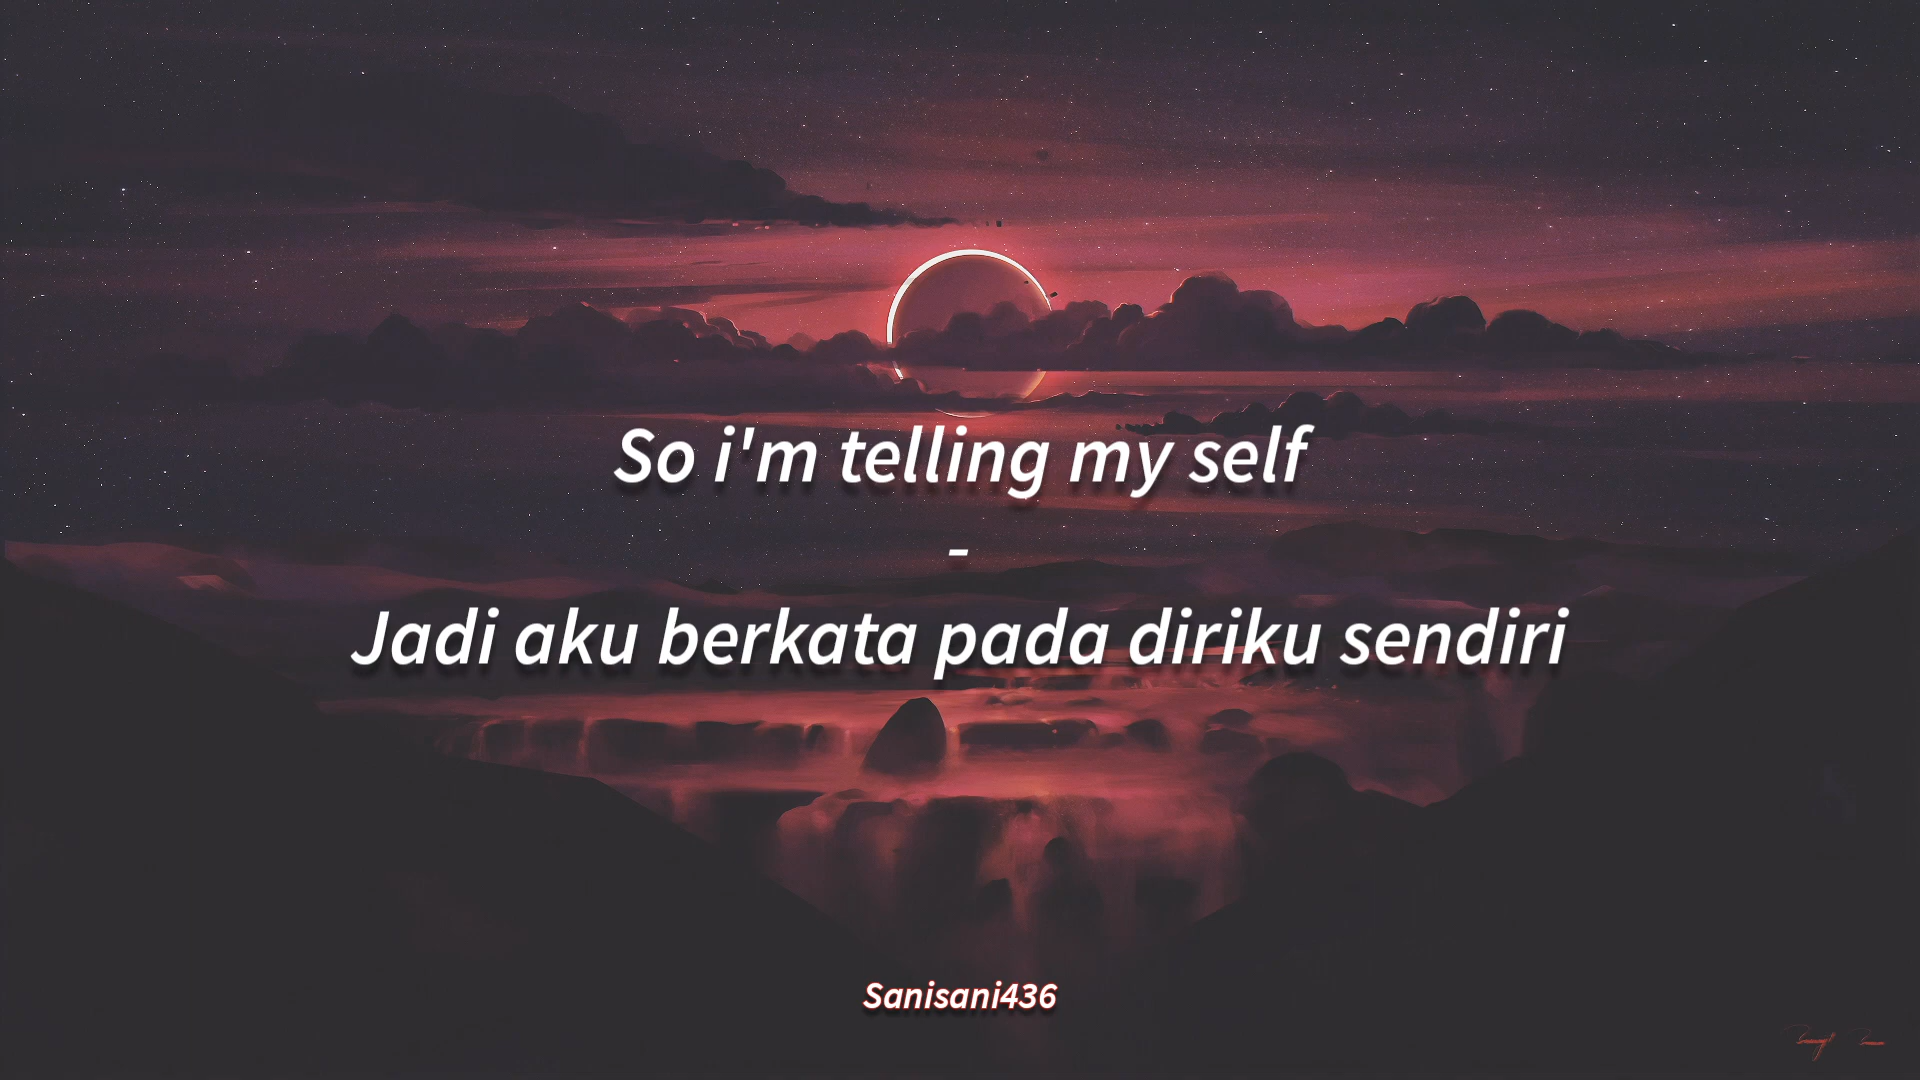 So i'm telling my self
-
Jadi aku berkata pada diriku sendiri
Sanisani436